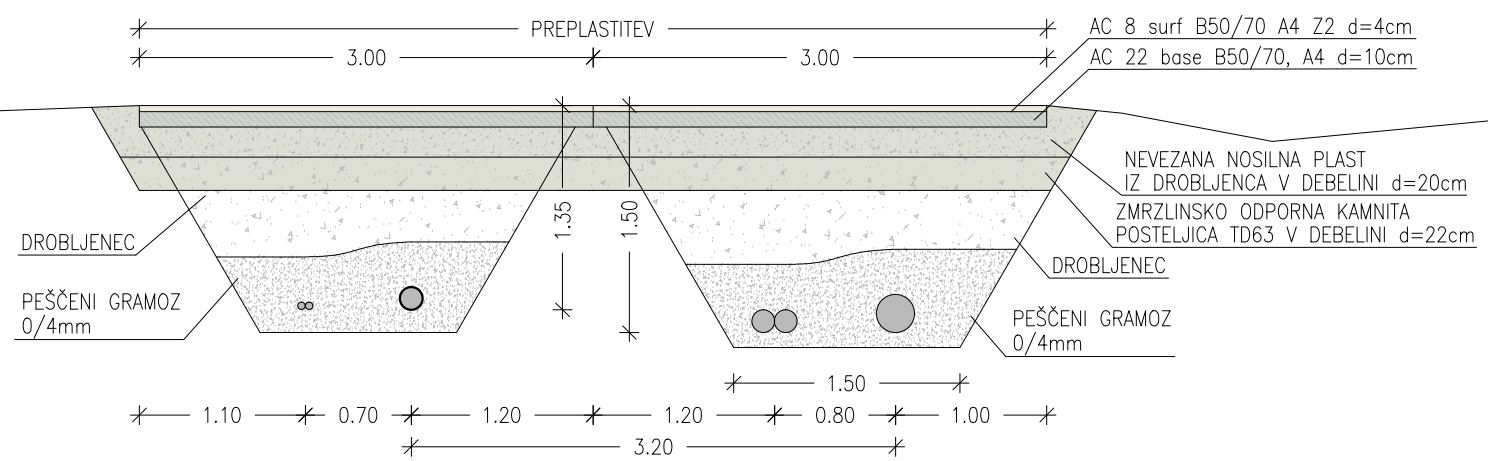 PREPLASTITEV
3.00
3.00
AC 8 surf B50/70 A4 Z2 d=4cm
AC 22 base B50/70, A4 d=10cm
NEVEZANA NOSILNA PLAST
IZ DROBLJENCA V DEBELINI d=20cm
ZMRZLINSKO ODPORNA KAMNITA
POSTELJICA TD63 V DEBELINI d=22cm
1.35
1.50
DROBLJENEC
DROBLJENEC
PEŠČENI GRAMOZ
0/4mm
PEŠČENI GRAMOZ
0/4mm
1.50
1.10
0.70
1.20
1.20
0.80
1.00
3.20